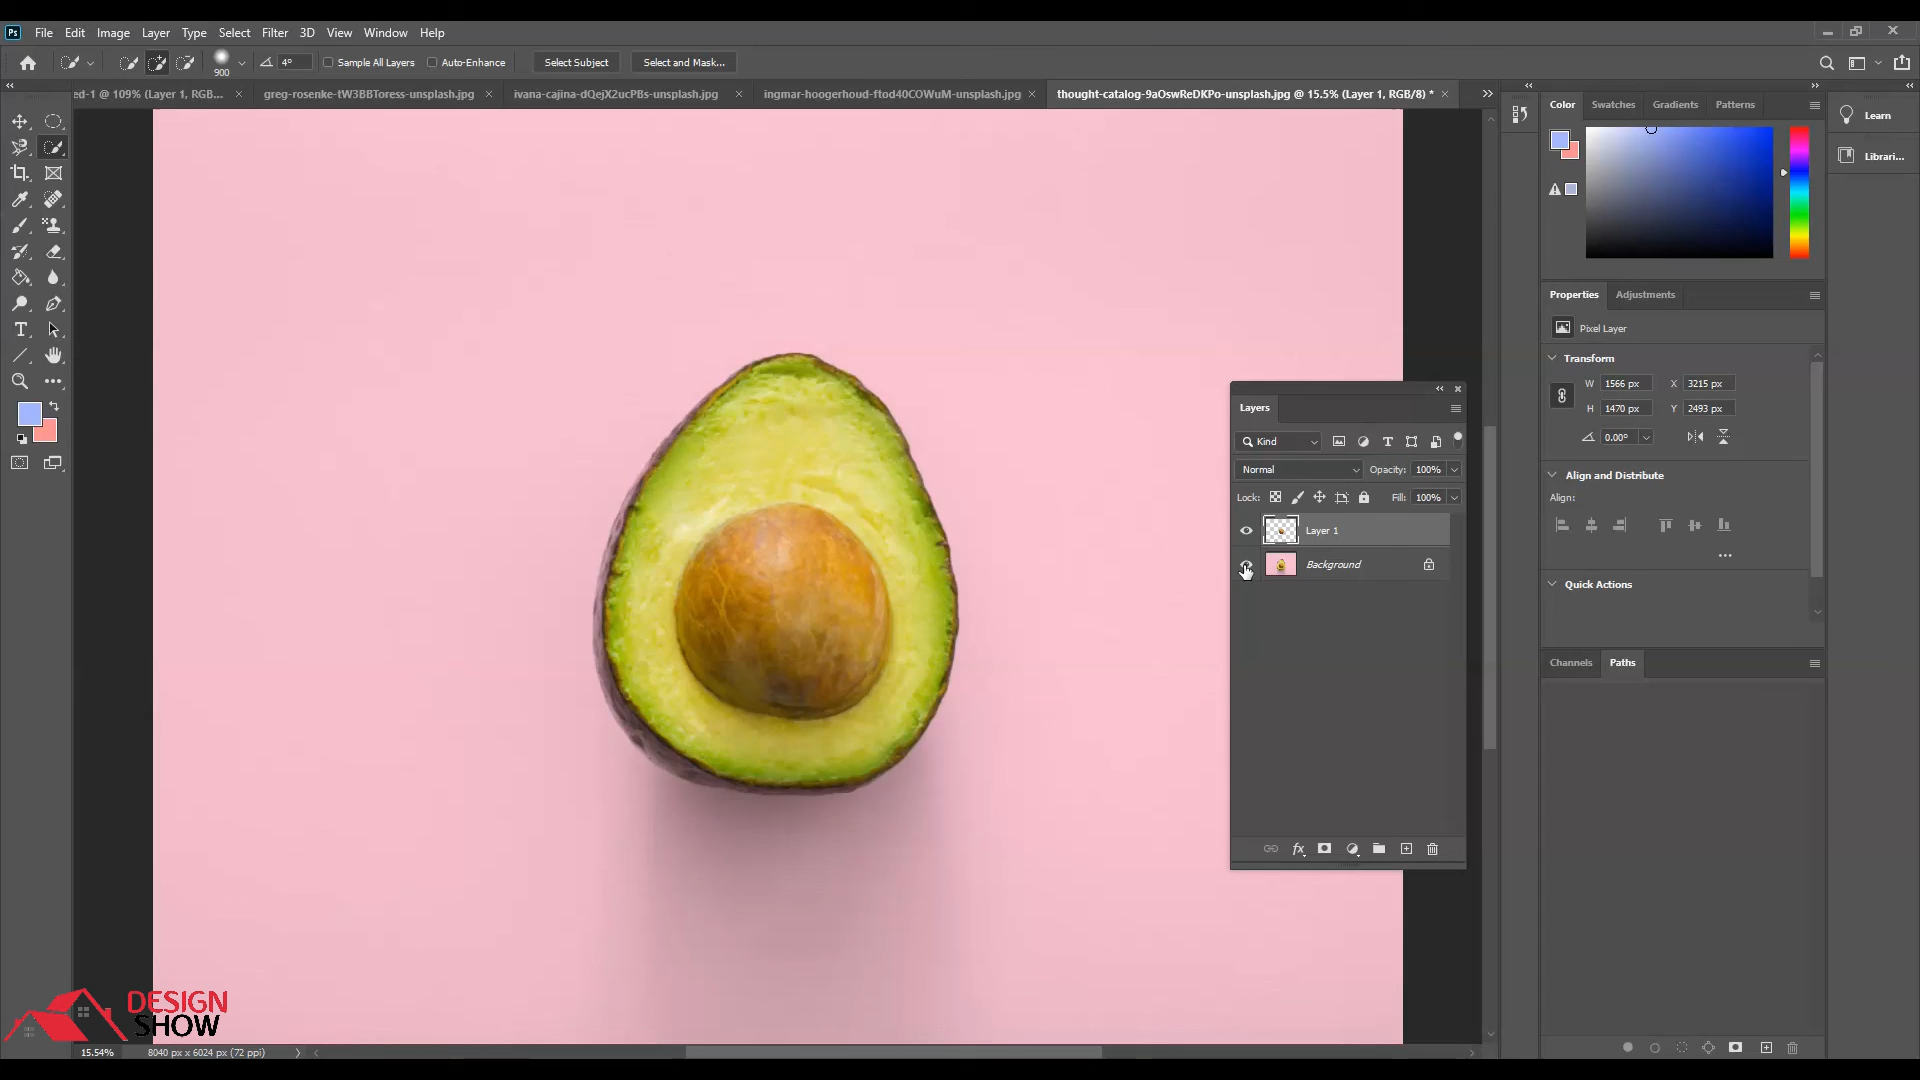 Ps File Edit Image Layer Type Select Filter 3D View Window Help
900 4° Sample All Layers Auto-Enhance Select Subject Select and Mask...
ed-1 @ 109% (Layer 1, RGB... greg-rosenke-tW3BBToress-unsplash.jpg ivana-cajina-dQejX2ucPBs-unsplash.jpg ingmar-hoogerhoud-ftod40COWuM-unsplash.jpg thought-catalog-9aOswReDKPo-unsplash.jpg @ 15.5% (Layer 1, RGB/8) *
Color Swatches Gradients Patterns
Learn
Librari...
Properties Adjustments
Pixel Layer
Transform
W 1566 px X 3215 px
H 1470 px Y 2493 px
0.00°
Align and Distribute
Align:
Quick Actions
Channels Paths
Layers
Kind
Normal Opacity: 100%
Lock: Fill: 100%
Layer 1
Background
fx
DESIGN
SHOW
15.54% 8040 px x 6024 px (72 ppi)